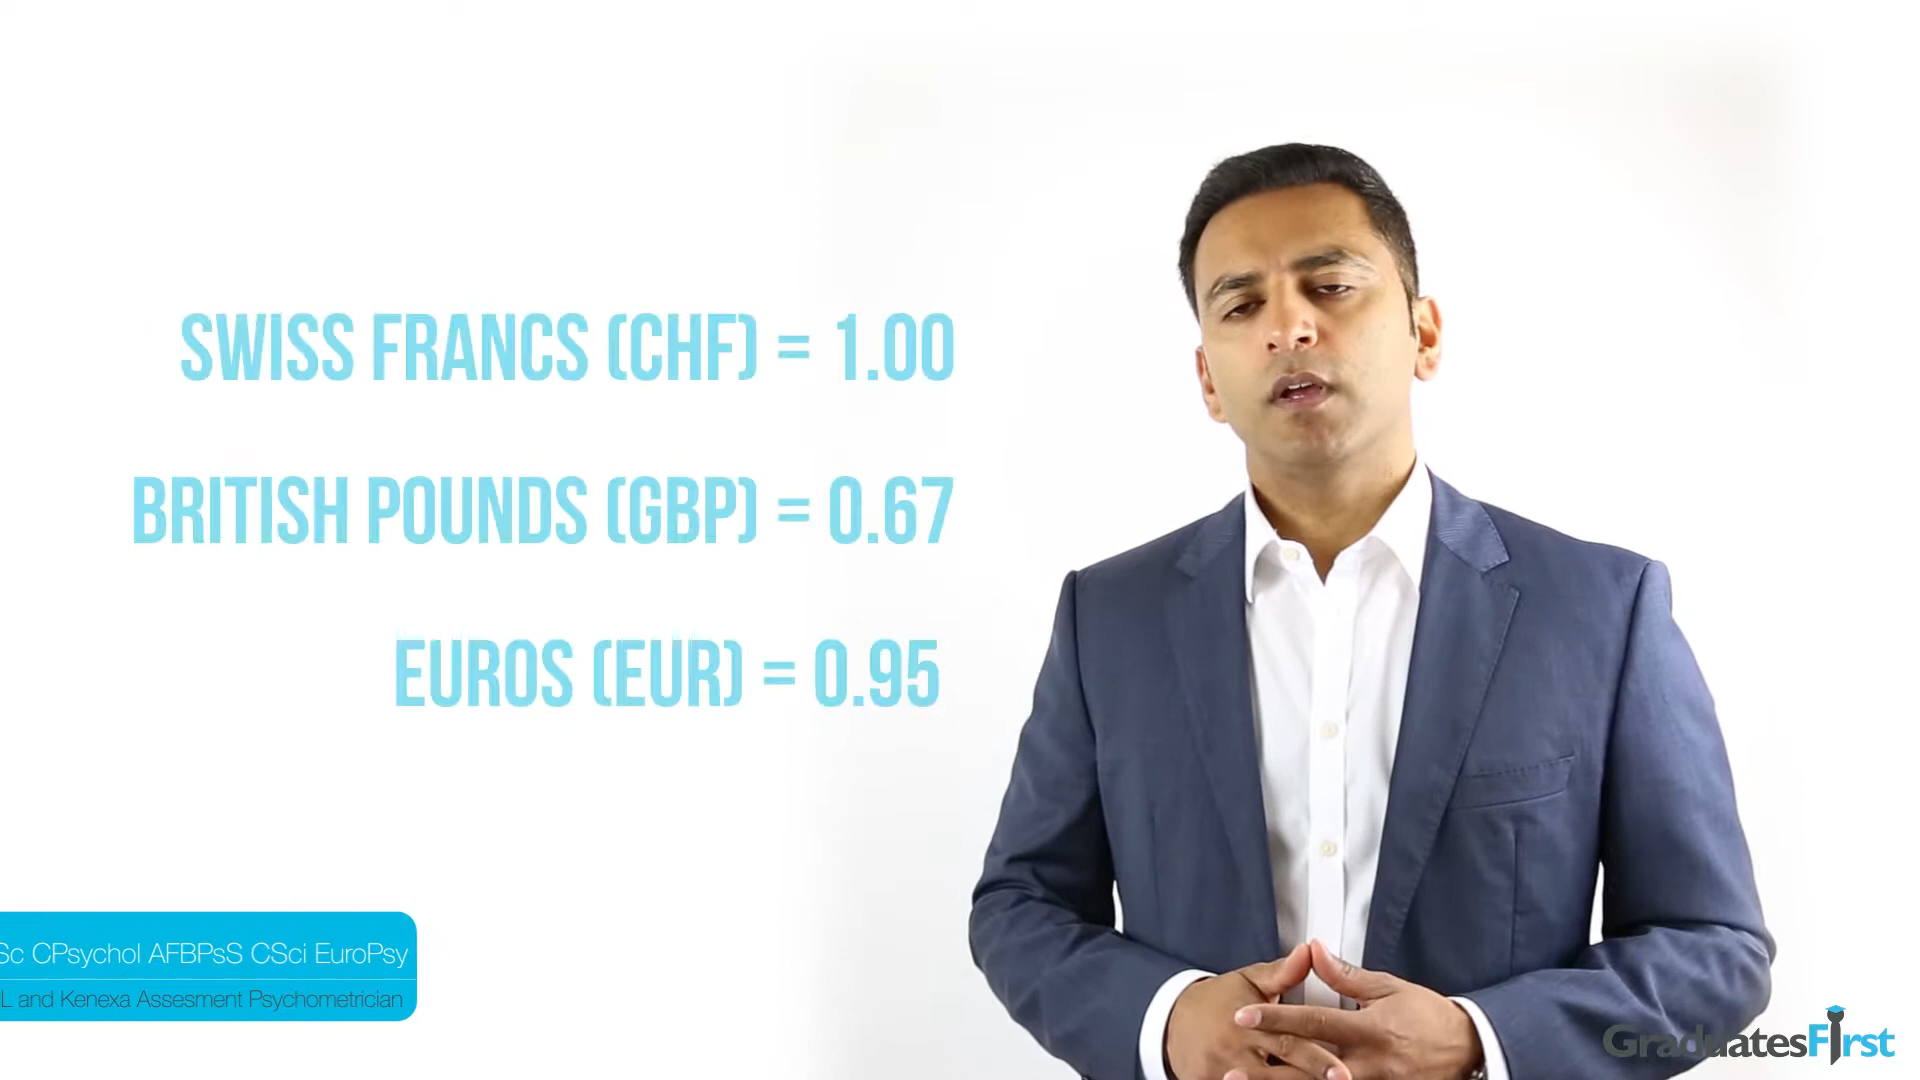 SWISS FRANCS (CHF) = 1.00
BRITISH POUNDS (GBP) = 0.67
EUROS (EUR) = 0.95
CPsychol AFBPsS CSci EuroPsy
and Kenexa Assesment Psychometrician
GraduatesFirst